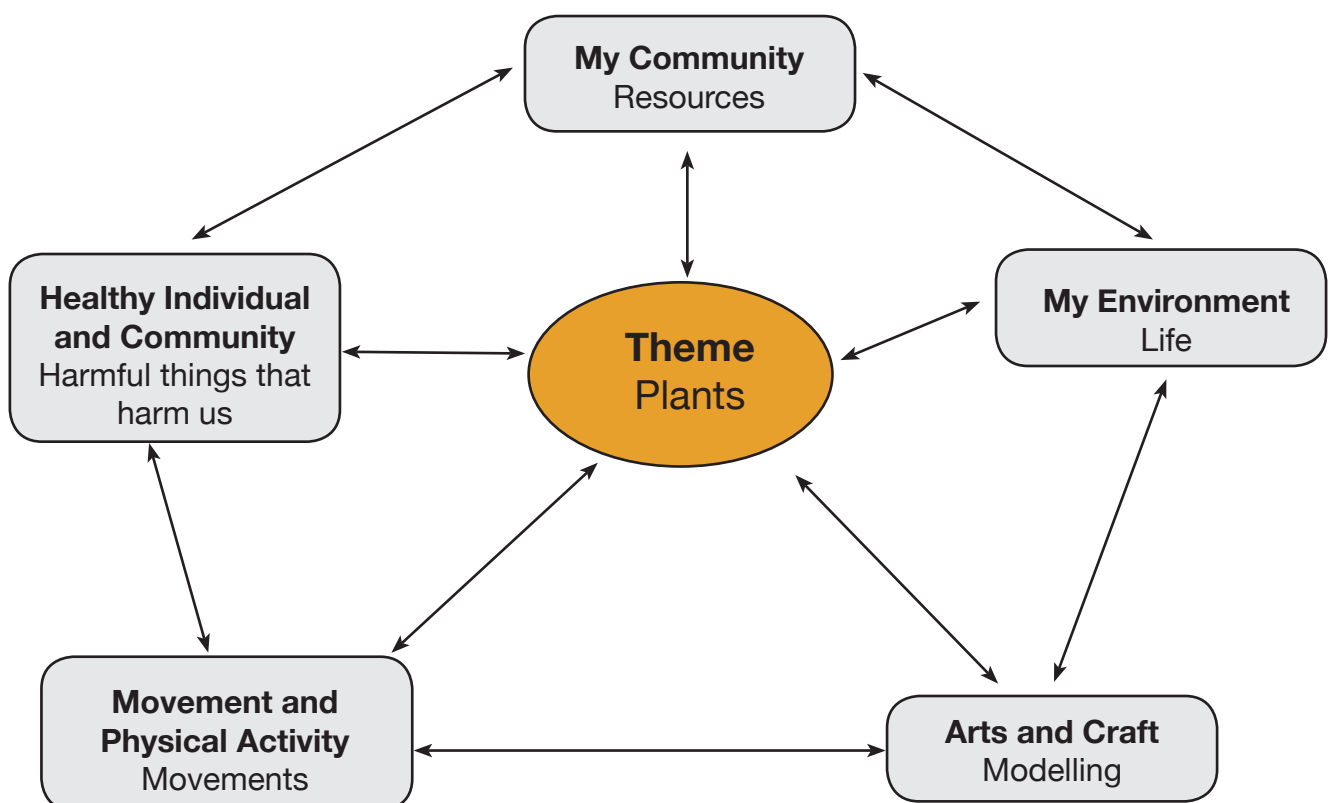 My Community
Resources
Healthy Individual
and Community
Harmful things that
harm us
Theme
Plants
My Environment
Life
Movement and
Physical Activity
Movements
Arts and Craft
Modelling